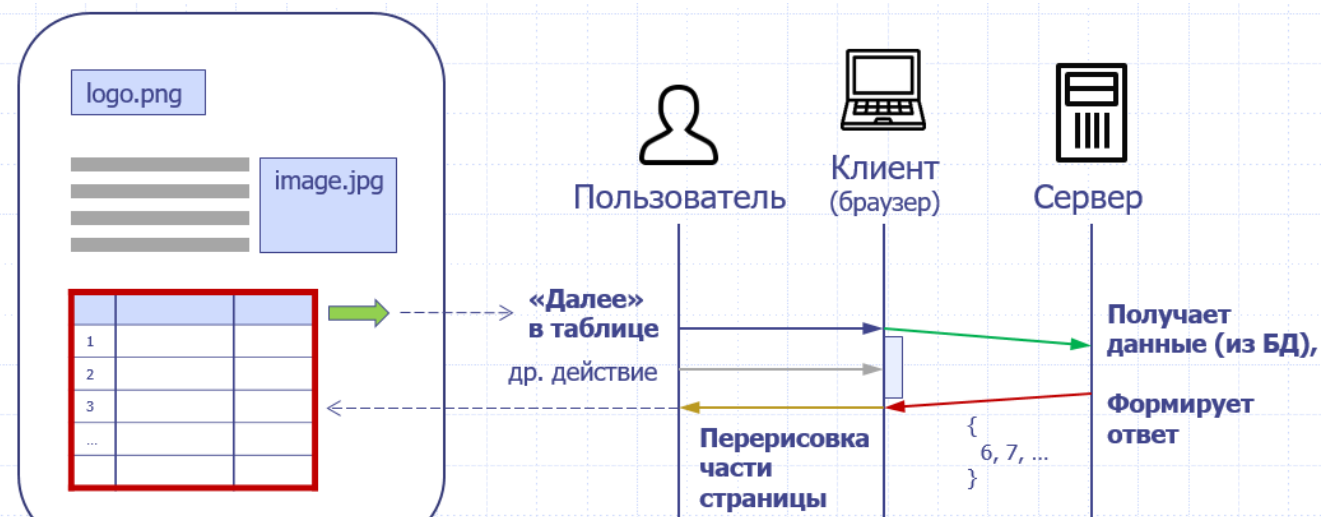 logo.png
image.jpg
1
2
3
...
Пользователь
Клиент
(браузер)
Сервер
«Далее»
в таблице
др. действие
Получает
данные (из БД),
Формирует
ответ
Перерисовка
части
страницы
{
6, 7, ...
}